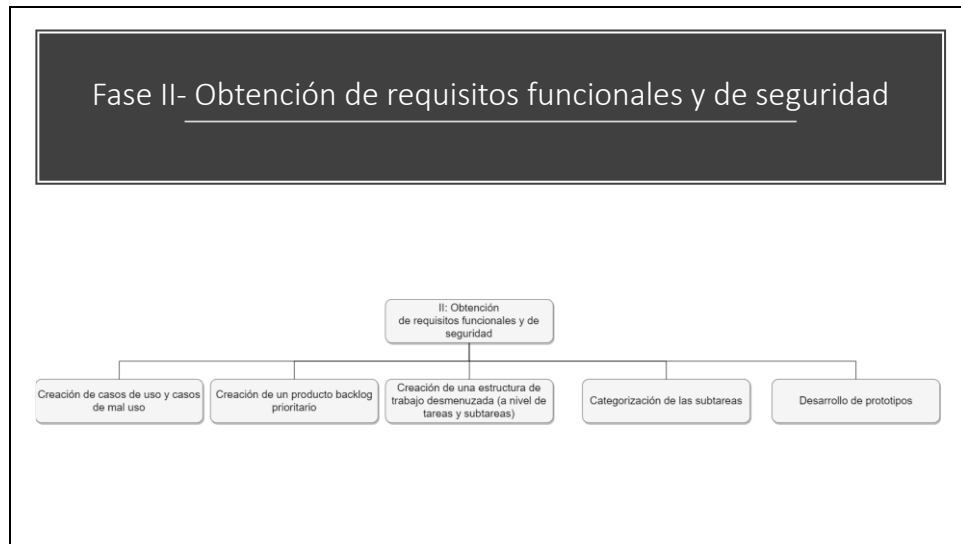 Fase II- Obtención de requisitos funcionales y de seguridad
II: Obtención
de requisitos funcionales y de
seguridad
Creación de casos de uso y casos
de mal uso
Creación de un producto backlog
prioritario
Creación de una estructura de
trabajo desmenuzada (a nivel de
tareas y subtareas)
Categorización de las subtareas
Desarrollo de prototipos